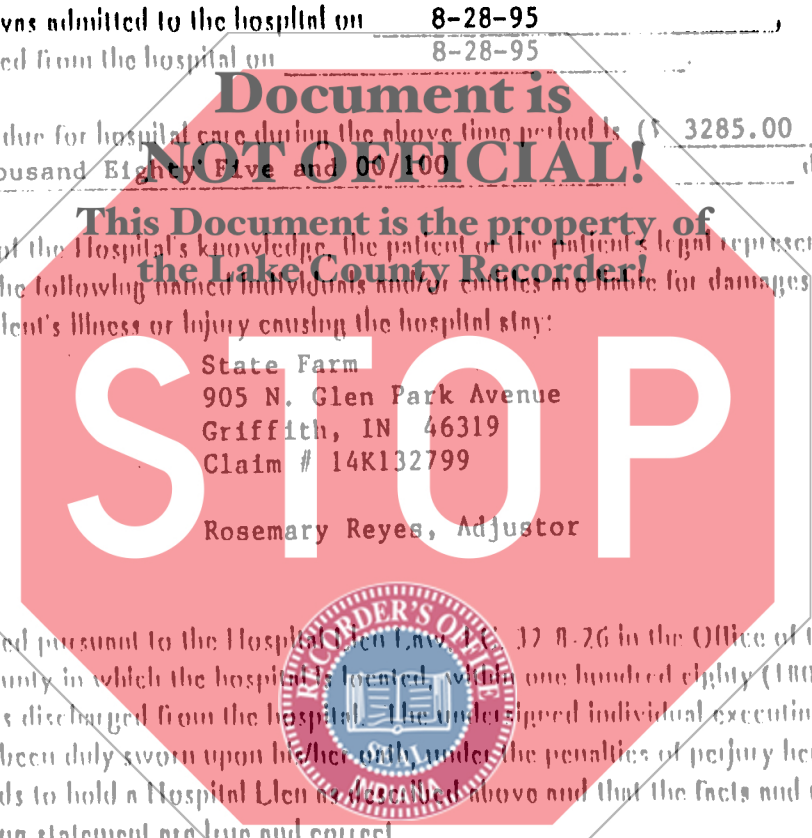 was admitted to the hospital on 8-28-95 ,
ed from the hospital on 8-28-95 .
Document is
due for hospital care during the above time period is ($ 3285.00
ousand Eighty Five and 00/100
NOT OFFICIAL!
This Document is the property of
of the Hospital's knowledge, the patient or the patient's legal represen
the Lake County Recorder!
he following named individuals and/or entities are liable for damages
ient's illness or injury causing the hospital stay:
STOP
State Farm
905 N. Glen Park Avenue
Griffith, IN 46319
Claim # 14K132799
Rosemary Reyes, Adjustor
RECORDER'S OFFICE
SEAL
INDIANA
ed pursuant to the Hospital Lien Law, I.C. 32-8-26 in the Office of t
unty in which the hospital is located, within one hundred eighty (180
s discharged from the hospital. The undersigned individual executin
been duly sworn upon his/her oath, under the penalties of perjury her
ds to hold a Hospital Lien as described above and that the facts and
statement are true and correct